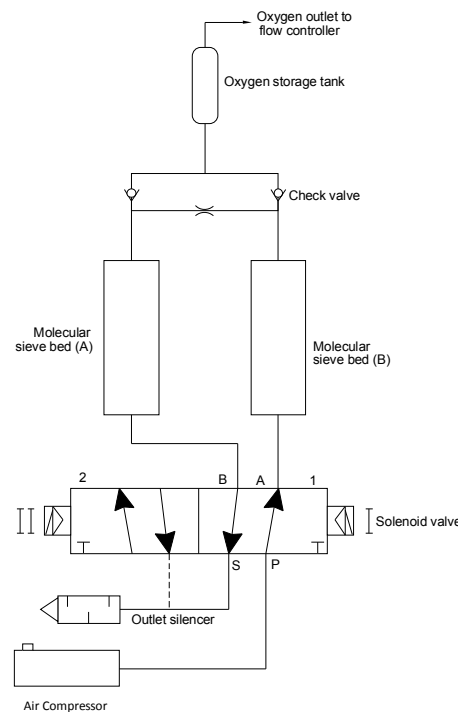 Oxygen outlet to
flow controller
Oxygen storage tank
Check valve
Molecular
sieve bed (A)
Molecular
sieve bed (B)
2
B
A
1
Solenoid valve
S
P
Outlet silencer
Air Compressor